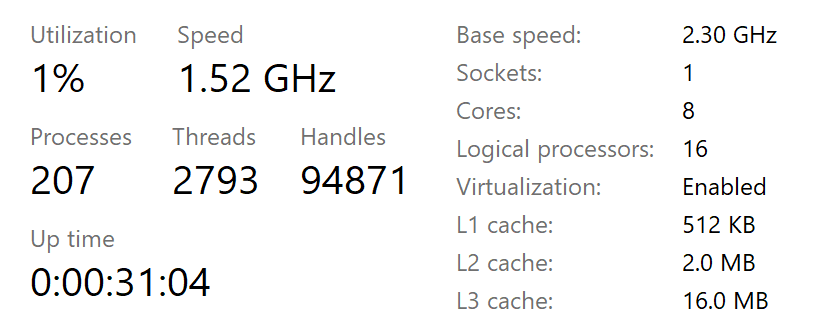 Utilization Speed
1% 1.52 GHz
Processes Threads Handles
207 2793 94871
Up time
0:00:31:04
Base speed: 2.30 GHz
Sockets: 1
Cores: 8
Logical processors: 16
Virtualization: Enabled
L1 cache: 512 KB
L2 cache: 2.0 MB
L3 cache: 16.0 MB